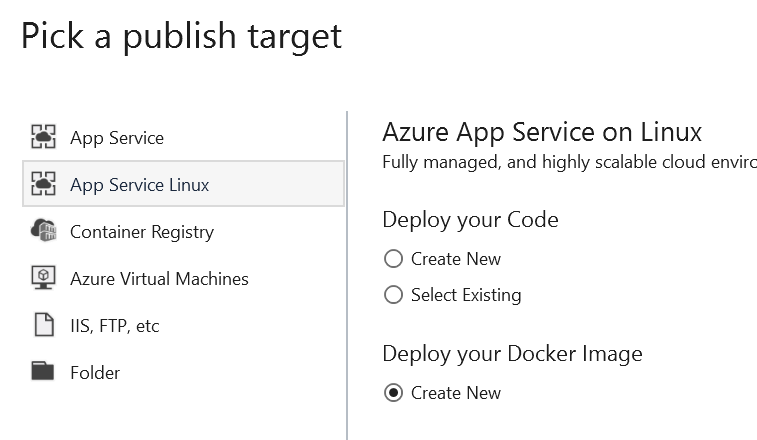 Pick a publish target
App Service
App Service Linux
Container Registry
Azure Virtual Machines
IIS, FTP, etc
Folder
Azure App Service on Linux
Fully managed, and highly scalable cloud
Deploy your Code
Create New
Select Existing
Deploy your Docker Image
Create New